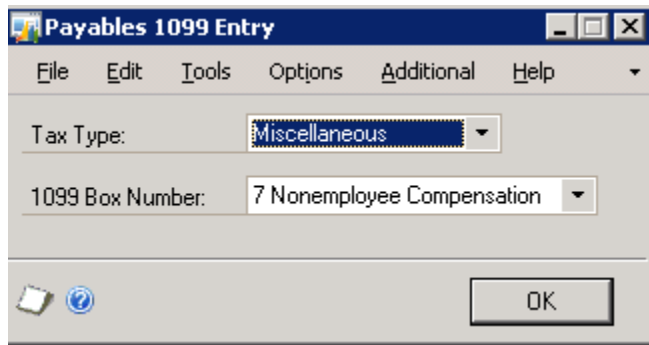 Payables 1099 Entry
File Edit Tools Options Additional Help
Tax Type: Miscellaneous
1099 Box Number: 7 Nonemployee Compensation
OK